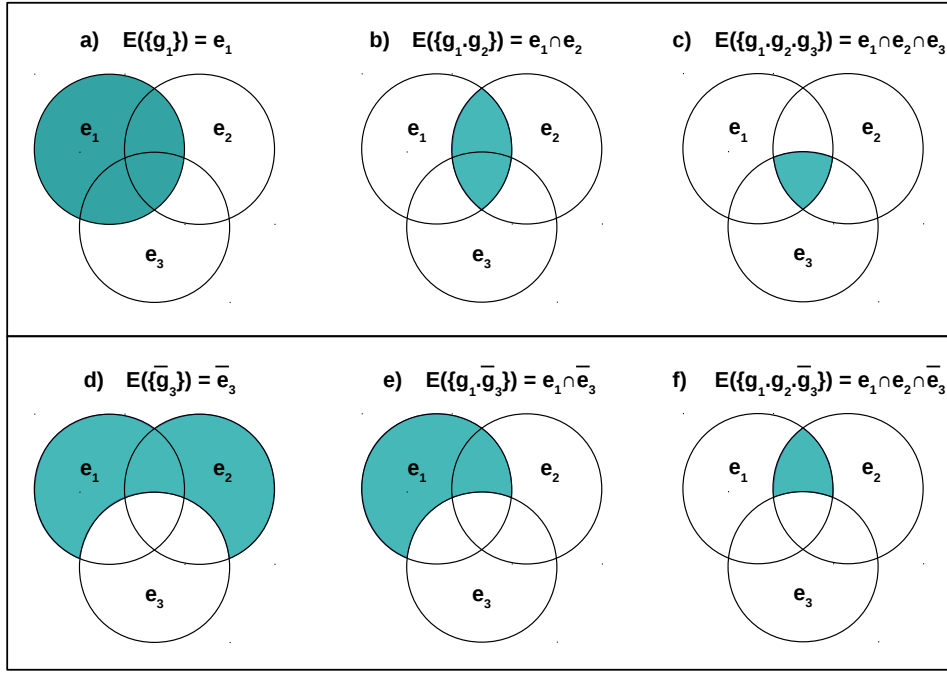 a) E({g₁}) = e₁
b) E({g₁.g₂}) = e₁∩e₂
c) E({g₁.g₂.g₃}) = e₁∩e₂∩e₃
e₁
e₂
e₃
e₁
e₂
e₃
e₁
e₂
e₃
d) E({g̅₃}) = e̅₃
e) E({g₁.g̅₃}) = e₁∩e̅₃
f) E({g₁.g₂.g̅₃}) = e₁∩e₂∩e̅₃
e₁
e₂
e₃
e₁
e₂
e₃
e₁
e₂
e₃